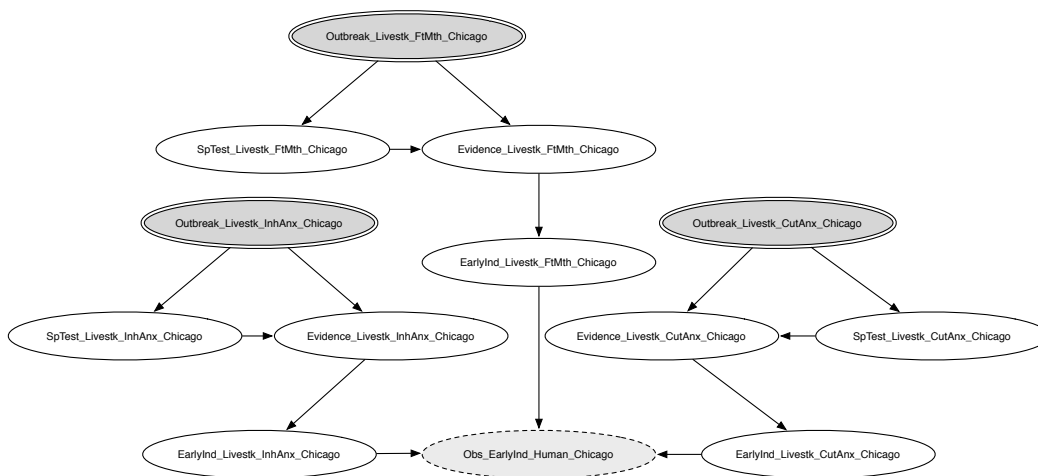 Outbreak_Livestk_FtMth_Chicago
SpTest_Livestk_FtMth_Chicago
Evidence_Livestk_FtMth_Chicago
Outbreak_Livestk_InhAnx_Chicago
Outbreak_Livestk_CutAnx_Chicago
EarlyInd_Livestk_FtMth_Chicago
SpTest_Livestk_InhAnx_Chicago
Evidence_Livestk_InhAnx_Chicago
Evidence_Livestk_CutAnx_Chicago
SpTest_Livestk_CutAnx_Chicago
EarlyInd_Livestk_InhAnx_Chicago
Obs_EarlyInd_Human_Chicago
EarlyInd_Livestk_CutAnx_Chicago